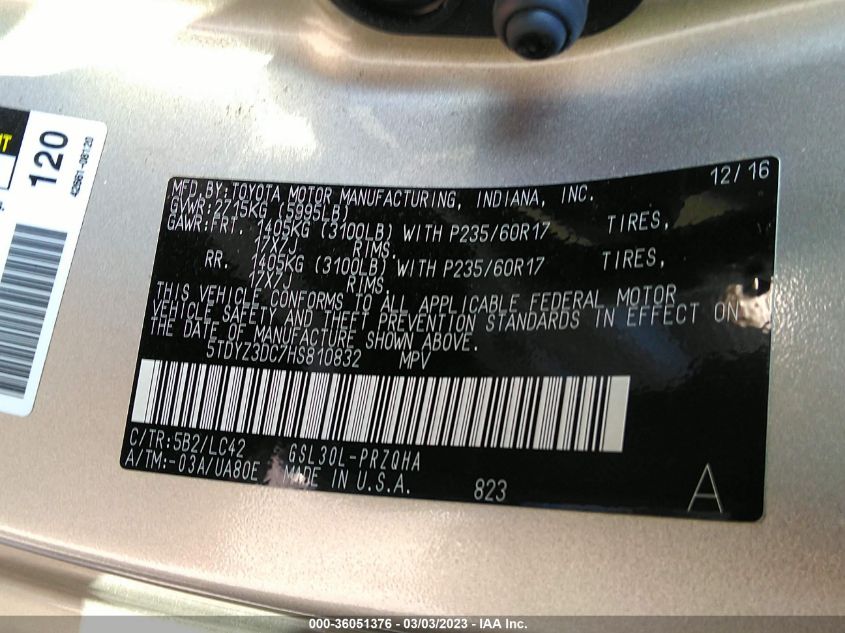 MFD.BY:TOYOTA MOTOR MANUFACTURING, INDIANA, INC. 12/16
GVWR:2715KG (5995LB)
GAWR:FRT. 1405KG (3100LB) WITH P235/60R17 TIRES,
17X7J RIMS.
RR. 1405KG (3100LB) WITH P235/60R17 TIRES,
17X7J RIMS.
THIS VEHICLE CONFORMS TO ALL APPLICABLE FEDERAL MOTOR
VEHICLE SAFETY AND THEFT PREVENTION STANDARDS IN EFFECT ON
THE DATE OF MANUFACTURE SHOWN ABOVE.
5TDYZ3DC7HS810832 MPV
C/TR:5B2/LC42 GSL30L-PRZQHA
A/TM:-03A/UA80E MADE IN U.S.A. 823 A
120
42661-08120
000-36051376 - 03/03/2023 - IAA Inc.